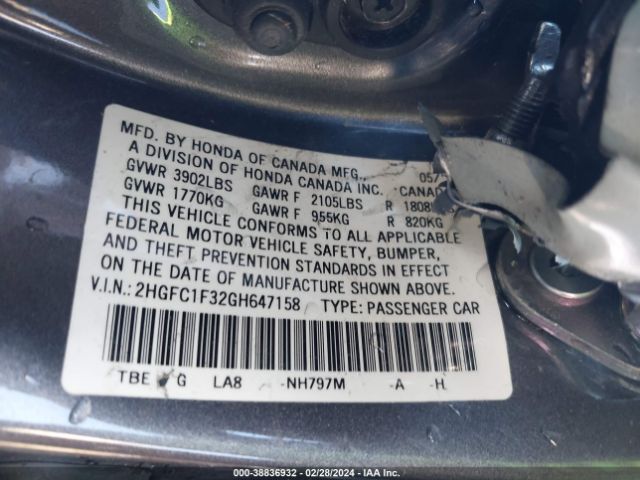 MFD. BY HONDA OF CANADA MFG.,
A DIVISION OF HONDA CANADA INC.
GVWR 3902LBS GAWR F 2105LBS R
GVWR 1770KG GAWR F 955KG R 820KG
THIS VEHICLE CONFORMS TO ALL APPLICABLE
FEDERAL MOTOR VEHICLE SAFETY, BUMPER,
AND THEFT PREVENTION STANDARDS IN EFFECT
ON THE DATE OF MANUFACTURE SHOWN ABOVE.
V.I.N.: 2HGFC1F32GH647158 TYPE: PASSENGER CAR
TBE G LA8 -NH797M -A -H
00-38836932 - 02/28/2024 - IAA Inc.